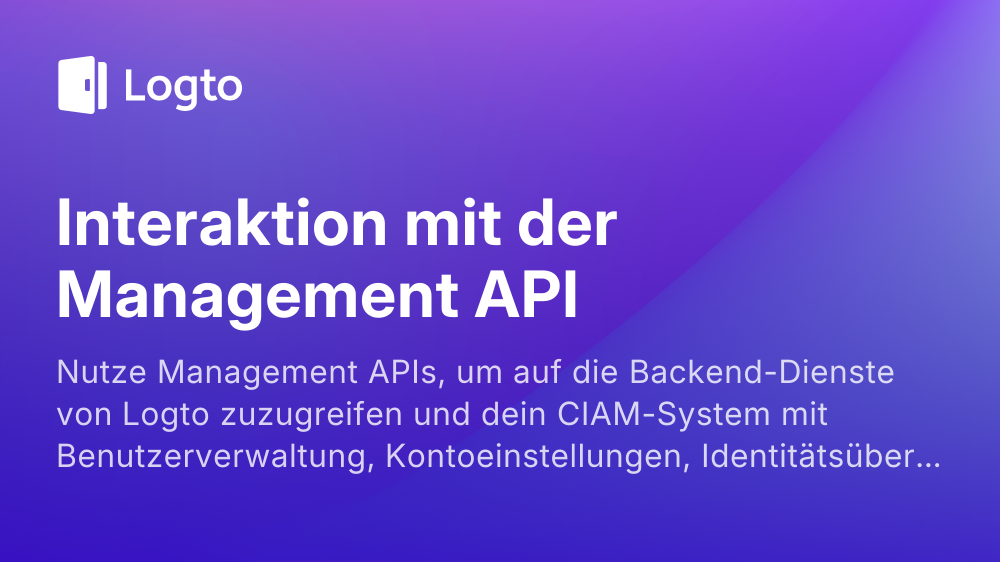 Logto
Interaktion mit der
Management API
Nutze Management APIs, um auf die Backend-Dienste
von Logto zuzugreifen und dein CIAM-System mit
Benutzerverwaltung, Kontoeinstellungen, Identitätsüber...